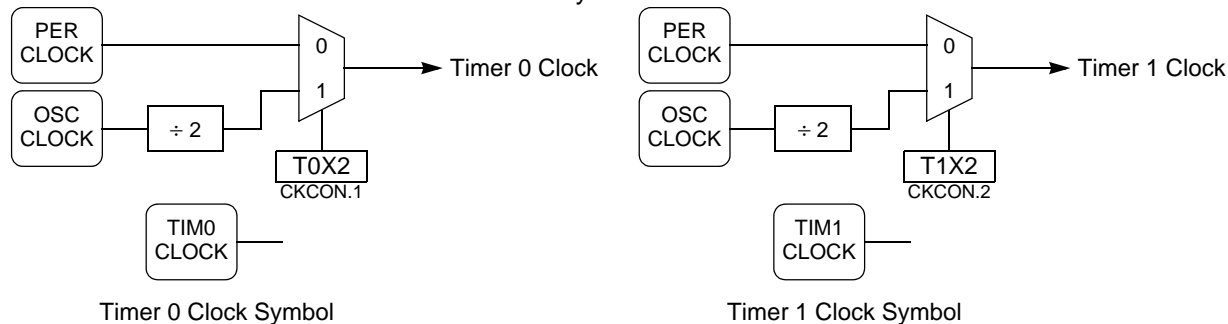 PER
CLOCK
0
Timer 0 Clock
OSC
CLOCK
÷ 2
1
T0X2
CKCON.1
TIM0
CLOCK
Timer 0 Clock Symbol
PER
CLOCK
0
Timer 1 Clock
OSC
CLOCK
÷ 2
1
T1X2
CKCON.2
TIM1
CLOCK
Timer 1 Clock Symbol